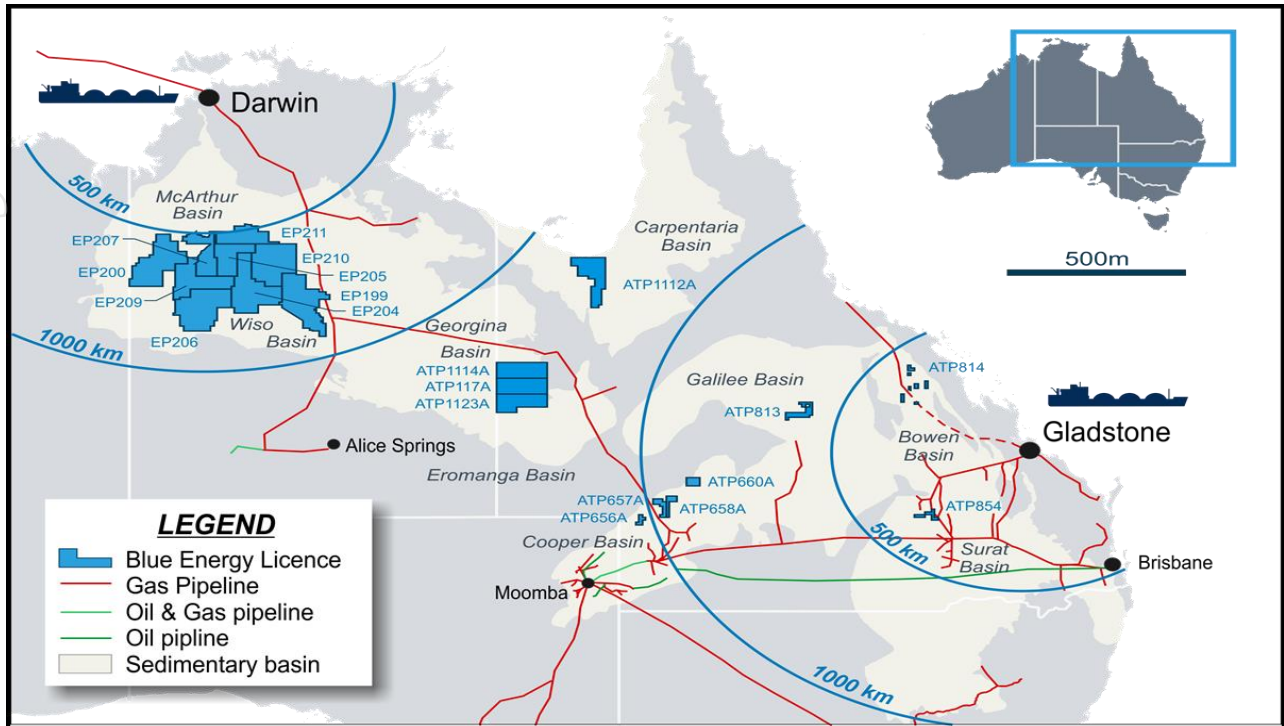 Darwin
500 km
McArthur
Basin
EP207
EP211
EP200
EP210
EP205
EP209
EP199
EP204
EP206
Wiso
Basin
1000 km
Carpentaria
Basin
ATP1112A
500m
Georgina
Basin
ATP1114A
ATP117A
ATP1123A
Galilee Basin
ATP813
ATP814
Gladstone
Bowen
Basin
Alice Springs
Eromanga Basin
ATP660A
ATP657A
ATP658A
ATP656A
ATP854
Cooper Basin
500 km
Surat
Basin
Brisbane
Moomba
1000 km
LEGEND
Blue Energy Licence
Gas Pipeline
Oil & Gas pipeline
Oil pipline
Sedimentary basin